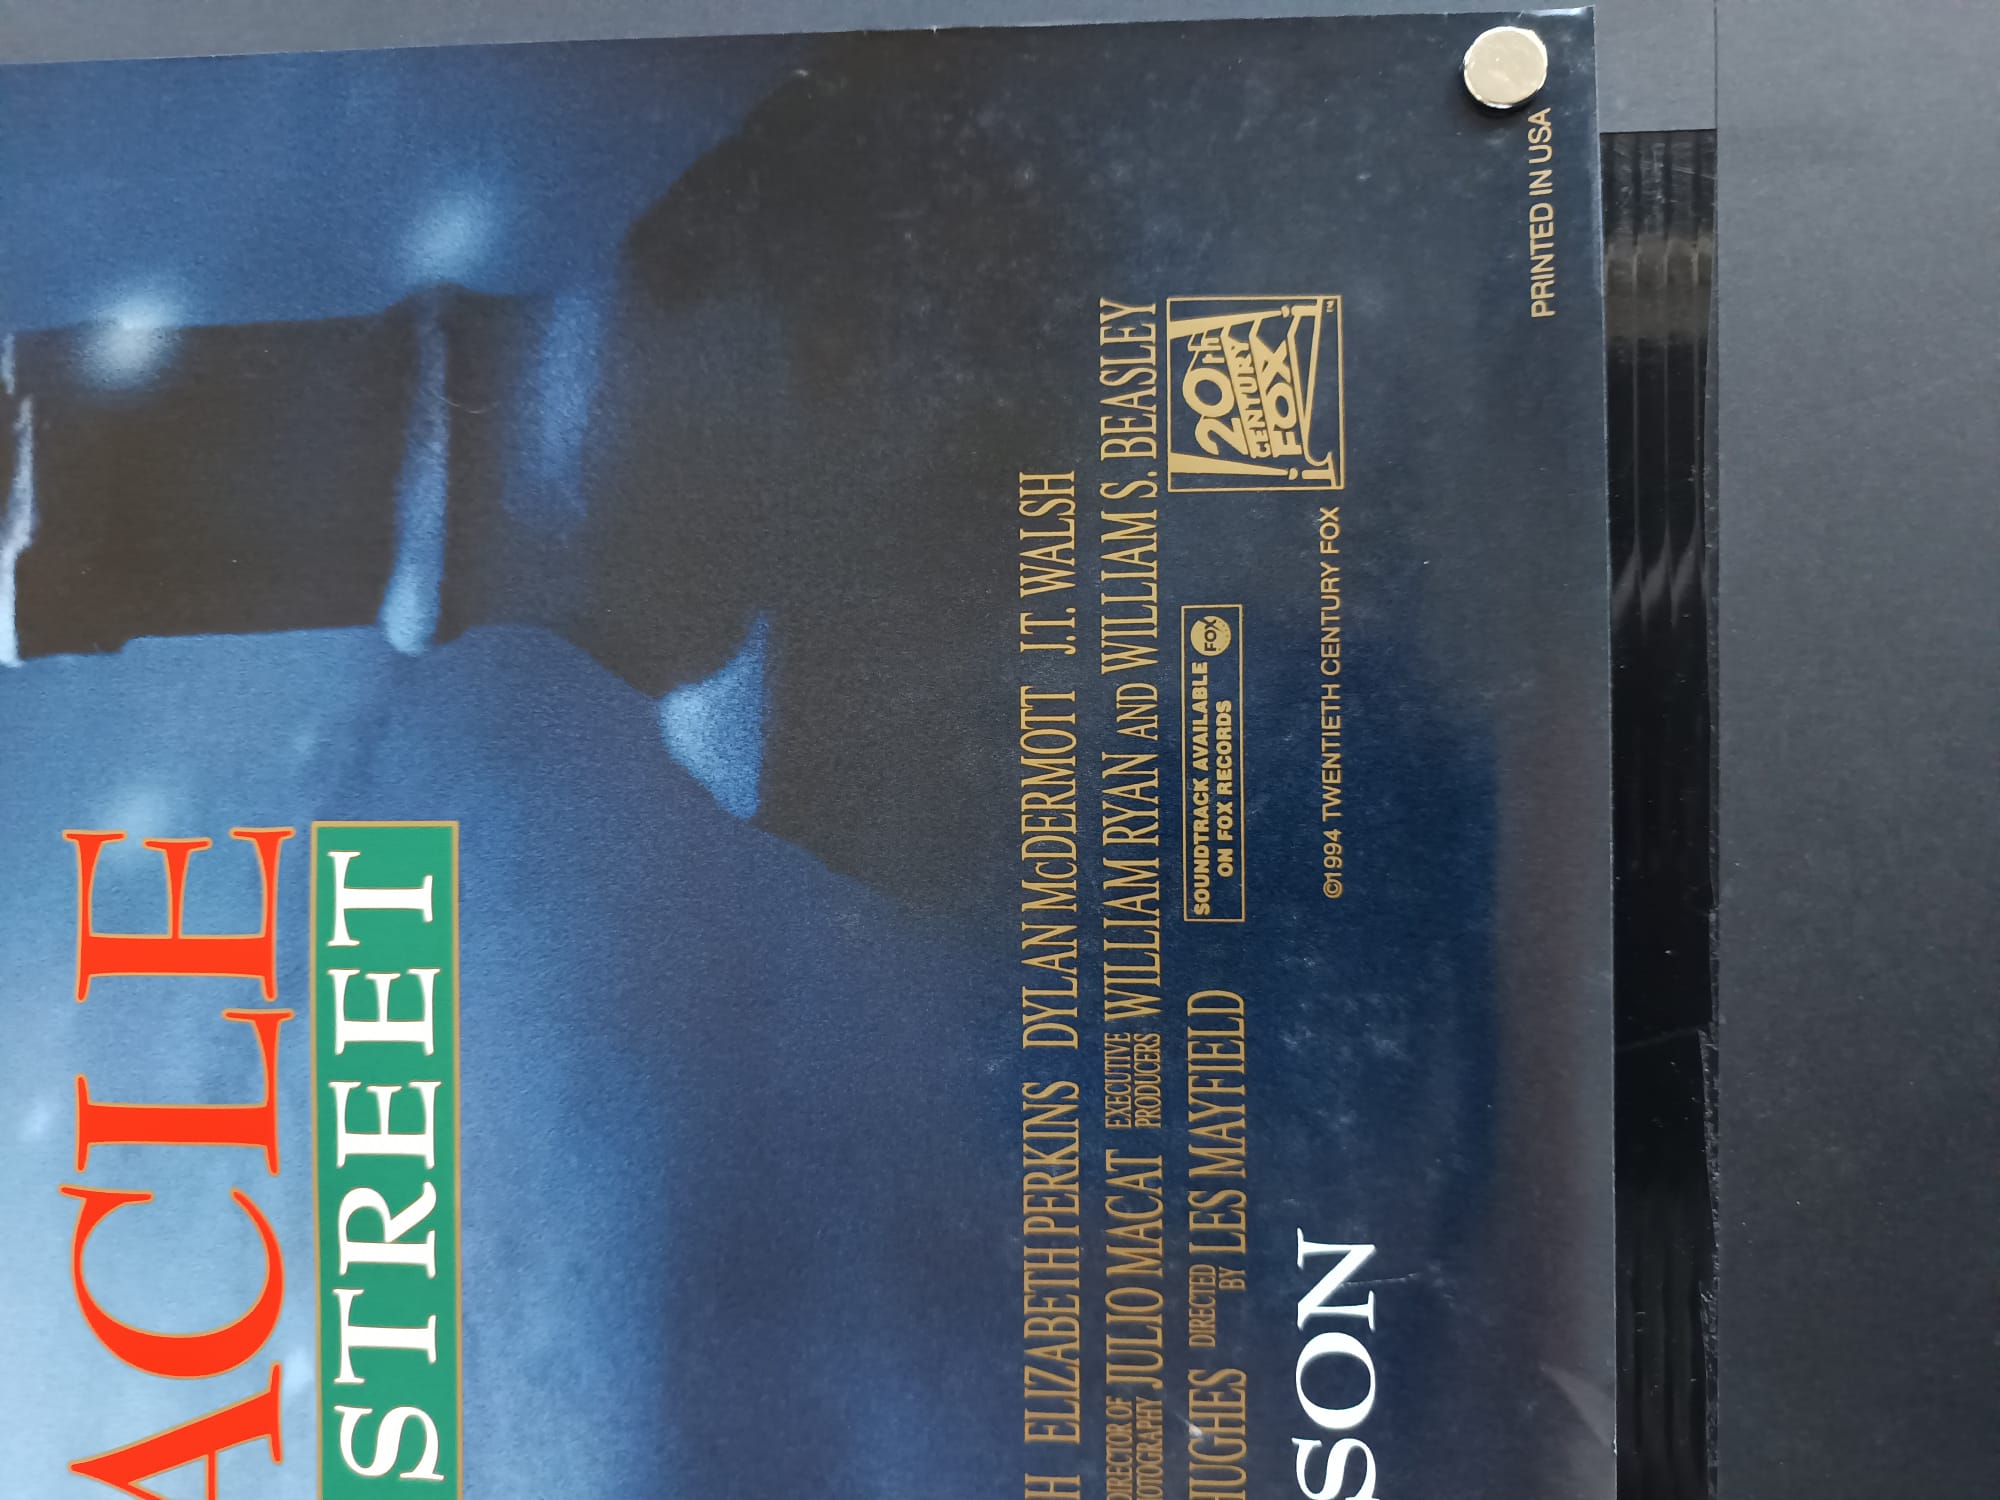 ACLE
STREET
H ELIZABETH PERKINS DYLAN McDERMOTT J.T. WALSH
DIRECTOR OF
JULIO MACAT EXECUTIVE PRODUCERS WILLIAM RYAN AND WILLIAM S. BEASLEY
HUGHES DIRECTED BY LES MAYFIELD
SOUNDTRACK AVAILABLE
ON FOX RECORDS
FOX
20th
CENTURY
FOX
TM
SON
©1994 TWENTIETH CENTURY FOX
PRINTED IN USA